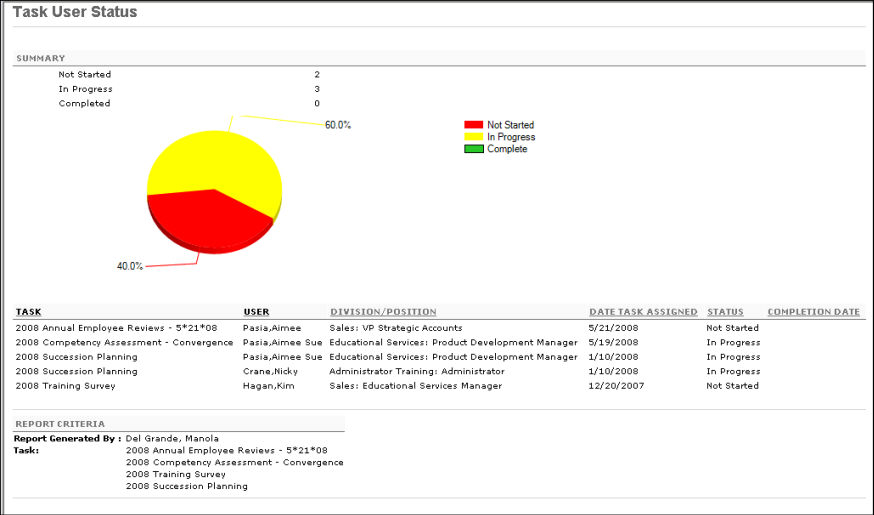 Task User Status
SUMMARY
Not Started 2
In Progress 3
Completed 0
60.0%
40.0%
Not Started
In Progress
Complete
TASK USER DIVISION/POSITION DATE TASK ASSIGNED STATUS COMPLETION DATE
2008 Annual Employee Reviews - 5*21*08 Pasia,Aimee Sales: VP Strategic Accounts 5/21/2008 Not Started
2008 Competency Assessment - Convergence Pasia,Aimee Sue Educational Services: Product Development Manager 5/19/2008 In Progress
2008 Succession Planning Pasia,Aimee Sue Educational Services: Product Development Manager 1/10/2008 In Progress
2008 Succession Planning Crane,Nicky Administrator Training: Administrator 1/10/2008 In Progress
2008 Training Survey Hagan,Kim Sales: Educational Services Manager 12/20/2007 Not Started
REPORT CRITERIA
Report Generated By : Del Grande, Manola
Task: 2008 Annual Employee Reviews - 5*21*08
2008 Competency Assessment - Convergence
2008 Training Survey
2008 Succession Planning